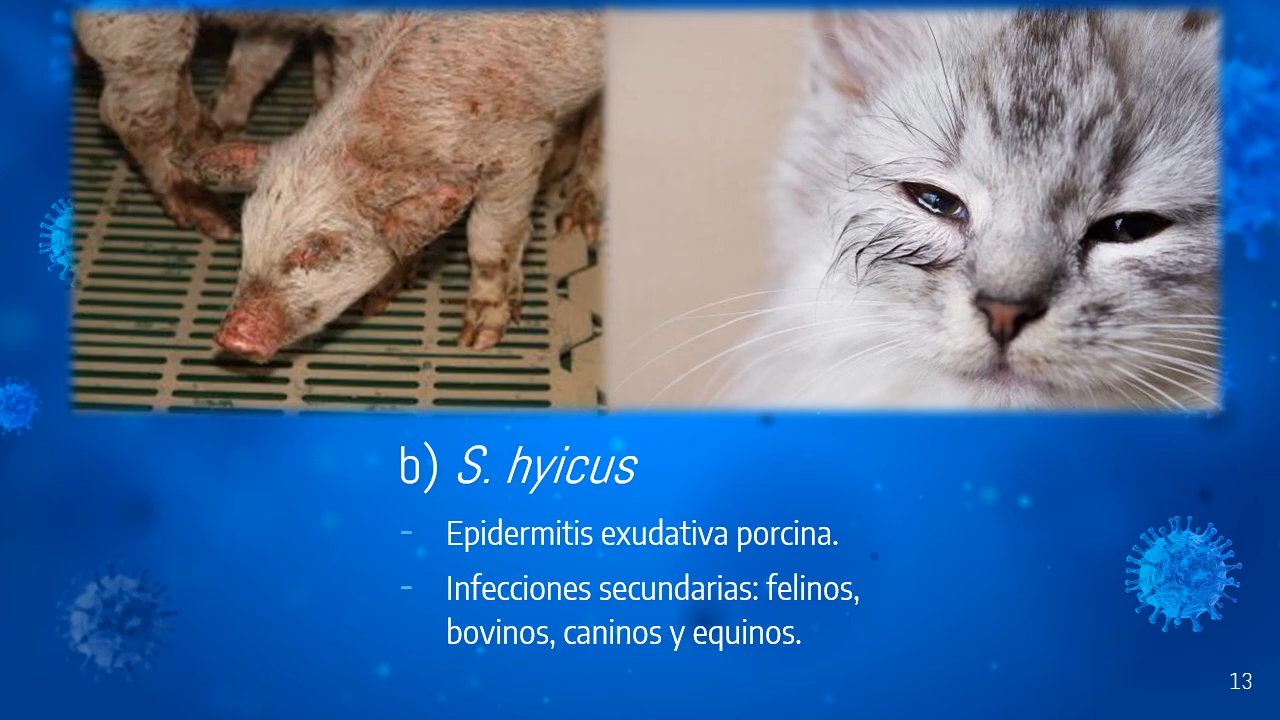 b) S. hyicus
- Epidermitis exudativa porcina.
- Infecciones secundarias: felinos,
bovinos, caninos y equinos.
13